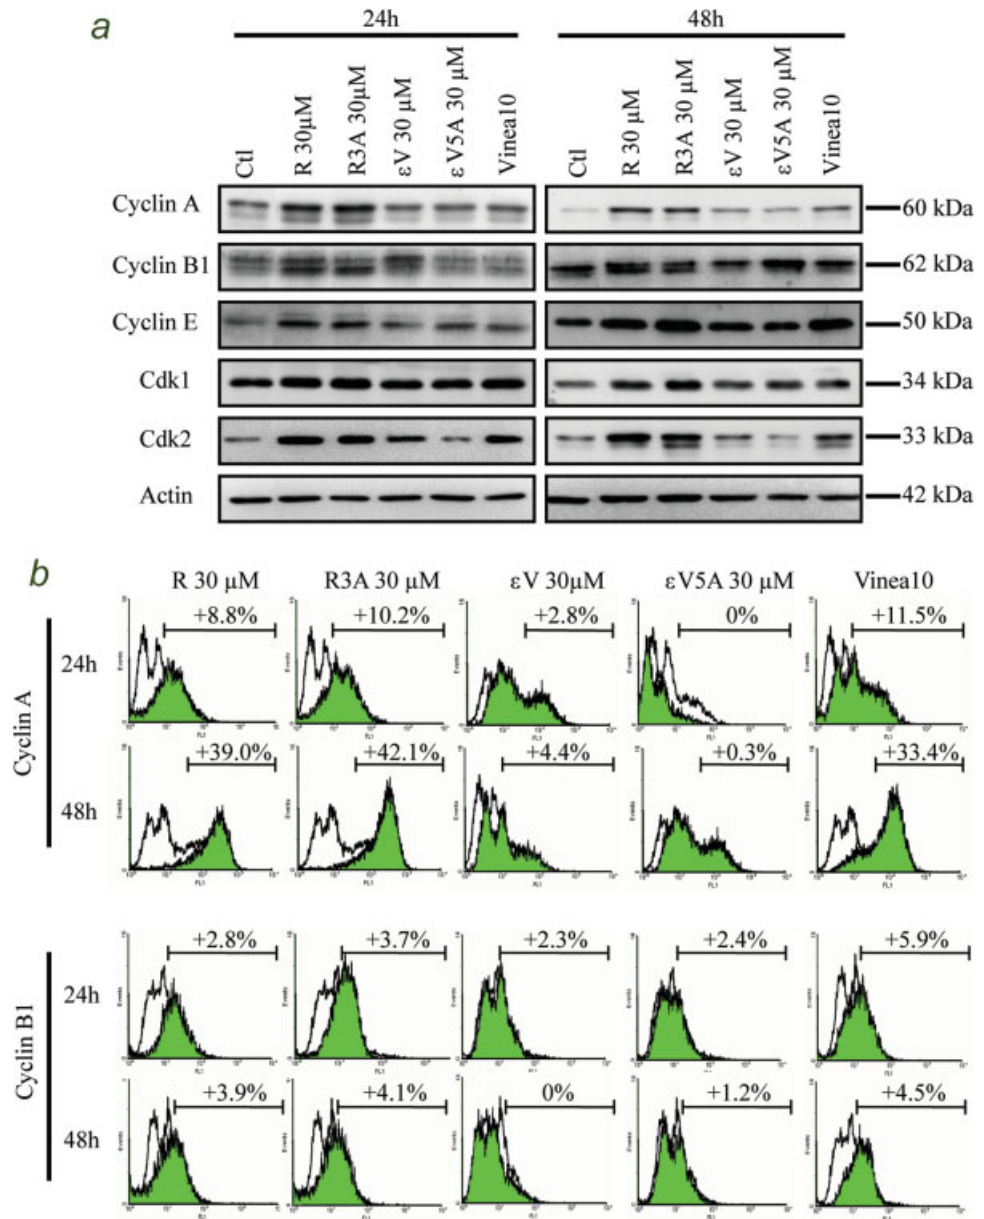 a
24h
48h
Ctl
R 30μM
R3A 30μM
εV 30 μM
εV5A 30 μM
Vinea10
Ctl
R 30 μM
R3A 30 μM
εV 30 μM
εV5A 30 μM
Vinea10
Cyclin A
60 kDa
Cyclin B1
62 kDa
Cyclin E
50 kDa
Cdk1
34 kDa
Cdk2
33 kDa
Actin
42 kDa
b
R 30 μM
R3A 30 μM
εV 30μM
εV5A 30 μM
Vinea10
Cyclin A
24h
+8.8%
+10.2%
+2.8%
0%
+11.5%
48h
+39.0%
+42.1%
+4.4%
+0.3%
+33.4%
Cyclin B1
24h
+2.8%
+3.7%
+2.3%
+2.4%
+5.9%
48h
+3.9%
+4.1%
0%
+1.2%
+4.5%